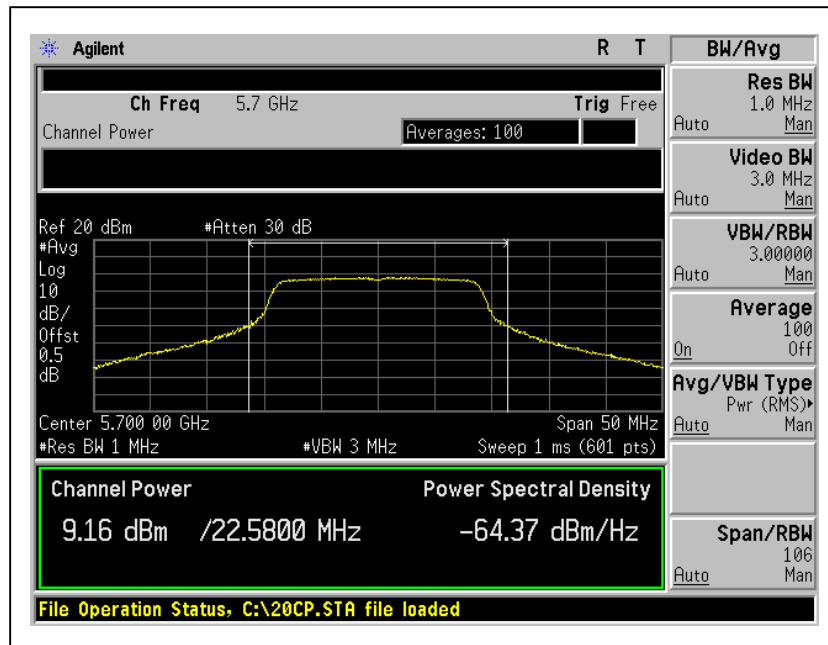 Agilent R T BW/Avg
Ch Freq 5.7 GHz Trig Free
Channel Power Averages: 100
Ref 20 dBm #Atten 30 dB
#Avg
Log
10
dB/
Offst
0.5
dB
Center 5.700 00 GHz Span 50 MHz
#Res BW 1 MHz #VBW 3 MHz Sweep 1 ms (601 pts)
Channel Power Power Spectral Density
9.16 dBm /22.5800 MHz -64.37 dBm/Hz
File Operation Status, C:\20CP.STA file loaded
Res BW
1.0 MHz
Auto Man
Video BW
3.0 MHz
Auto Man
VBW/RBW
3.00000
Auto Man
Average
100
On Off
Avg/VBW Type
Pwr (RMS)▸
Auto Man
Span/RBW
106
Auto Man